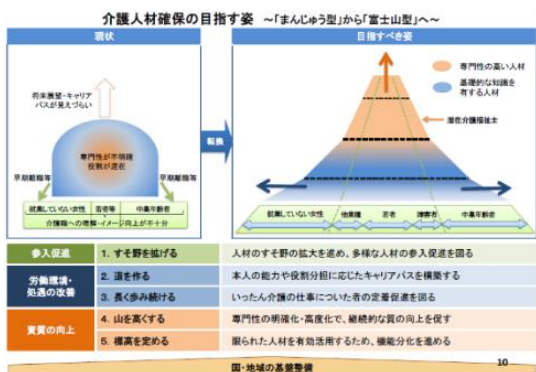 介護人材確保の目指す姿 ～「まんじゅう型」から「富士山型」へ～
現状
将来展望・キャリア
パスが見えづらい
専門性が不明確
役割が混在
早期離職等
早期離職等
就業していない女性
若者等
中高年齢者
介護職への理解・イメージ向上が不十分
転換
目指すべき姿
専門性の高い人材
基礎的な知識を
有する人材
潜在介護福祉士
就業していない女性
他業種
若者
障害者
中高年齢者
参入促進
1. すそ野を拡げる
人材のすそ野の拡大を進め、多様な人材の参入促進を図る
労働環境・
処遇の改善
2. 道を作る
本人の能力や役割分担に応じたキャリアパスを構築する
3. 長く歩み続ける
いったん介護の仕事についた者の定着促進を図る
資質の向上
4. 山を高くする
専門性の明確化・高度化で、継続的な質の向上を促す
5. 標高を定める
限られた人材を有効活用するため、機能分化を進める
国・地域の基盤整備
10